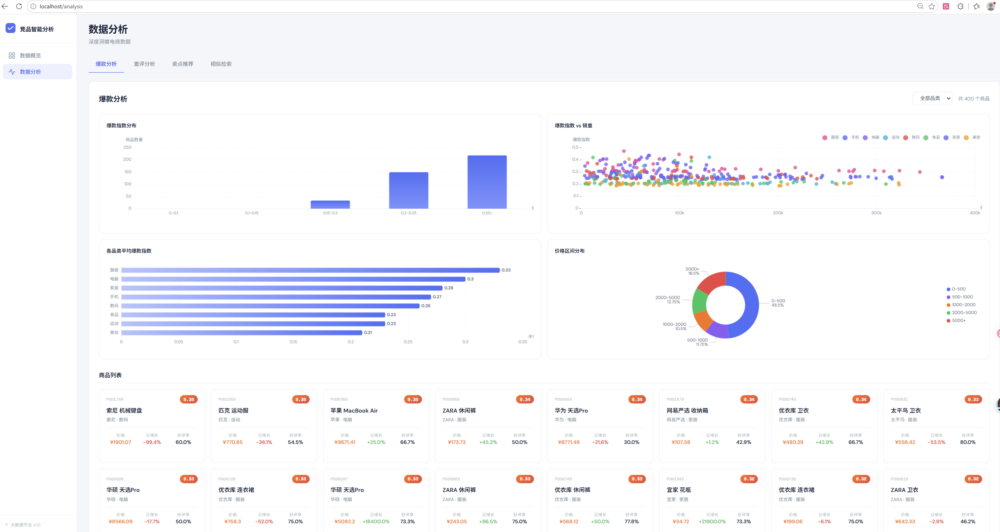 localhost/analysis
竞品智能分析
数据概览
数据分析
大数据平台 v1.0
数据分析
深度洞察电商数据
爆款分析 差评分析 卖点推荐 相似检索
爆款分析
全部品类 共 400 个商品
爆款指数分布
商品数量
250
200
150
100
50
0
0-0.1 0.1-0.15 0.15-0.2 0.2-0.25 0.25+
爆款指数 vs 销量
服装 手机 电脑 运动 数码 食品 家居 美妆
爆款指数
0.5
0.4
0.3
0.2
0.1
0
0 100k 200k 300k 400k
各品类平均爆款指数
服装 0.33
电脑 0.3
家居 0.28
手机 0.27
数码 0.26
食品 0.23
运动 0.23
美妆 0.21
平
0 0.05 0.1 0.15 0.2 0.25 0.3 0.35
价格区间分布
5000+
16.5%
2000-5000
12.75%
1000-2000
10.5%
500-1000
11.75%
0-500
48.5%
0-500
500-1000
1000-2000
2000-5000
5000+
商品列表
P001744 0.35
索尼 机械键盘
索尼 · 数码
价格 日增长 好评率
¥1901.07 -99.4% 60.0%
P001853 0.35
匹克 运动服
匹克 · 运动
价格 日增长 好评率
¥770.85 -36.1% 54.5%
P000383 0.35
苹果 MacBook Air
苹果 · 电脑
价格 日增长 好评率
¥9671.41 +25.0% 66.7%
P000554 0.34
ZARA 休闲裤
ZARA · 服装
价格 日增长 好评率
¥173.73 +45.2% 50.0%
P000403 0.34
华为 天选Pro
华为 · 电脑
价格 日增长 好评率
¥8771.49 -21.6% 30.0%
P001479 0.34
网易严选 收纳箱
网易严选 · 家居
价格 日增长 好评率
¥107.58 +1.2% 42.9%
P000740 0.34
优衣库 卫衣
优衣库 · 服装
价格 日增长 好评率
¥480.39 +42.9% 66.7%
P000531 0.33
太平鸟 卫衣
太平鸟 · 服装
价格 日增长 好评率
¥556.42 -53.5% 80.0%
P000288 0.33
华硕 天选Pro
华硕 · 电脑
价格 日增长 好评率
¥8566.09 -17.7% 50.0%
P000726 0.33
优衣库 连衣裙
优衣库 · 服装
价格 日增长 好评率
¥758.3 -52.0% 75.0%
P000297 0.33
华硕 天选Pro
华硕 · 电脑
价格 日增长 好评率
¥5092.2 +18400.0% 73.3%
P000663 0.33
ZARA 休闲裤
ZARA · 服装
价格 日增长 好评率
¥243.05 +96.5% 75.0%
P000745 0.33
优衣库 休闲裤
优衣库 · 服装
价格 日增长 好评率
¥568.12 +50.0% 77.8%
P001342 0.32
宜家 花瓶
宜家 · 家居
价格 日增长 好评率
¥34.72 +21900.0% 73.3%
P000736 0.32
优衣库 连衣裙
优衣库 · 服装
价格 日增长 好评率
¥199.06 -6.1% 75.0%
P000618 0.32
ZARA 卫衣
ZARA · 服装
价格 日增长 好评率
¥642.33 -2.9% 46.2%